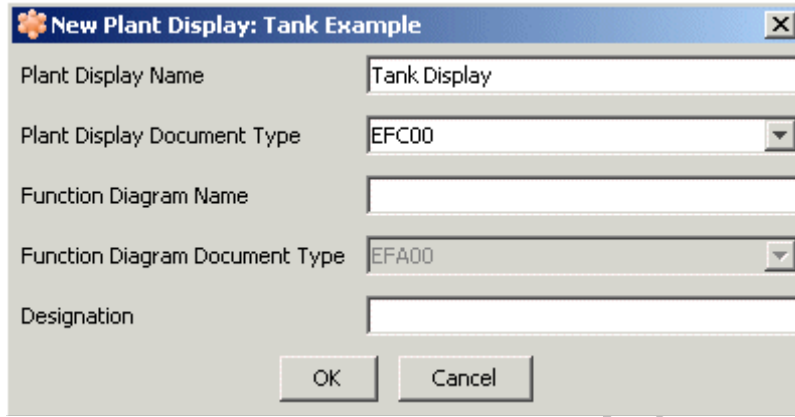 New Plant Display: Tank Example
Plant Display Name Tank Display
Plant Display Document Type EFC00
Function Diagram Name
Function Diagram Document Type EFA00
Designation
OK Cancel